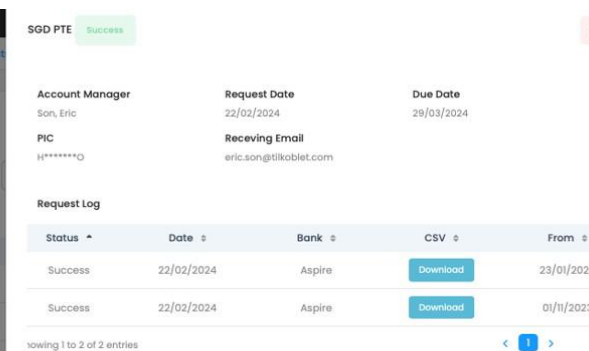 SGD PTE Success
Account Manager Request Date Due Date
Son, Eric 22/02/2024 29/03/2024
PIC Receving Email
H*******O eric.son@tilkoblet.com
Request Log
Status Date Bank CSV From
Success 22/02/2024 Aspire Download 23/01/202
Success 22/02/2024 Aspire Download 01/11/2023
howing 1 to 2 of 2 entries < 1 >